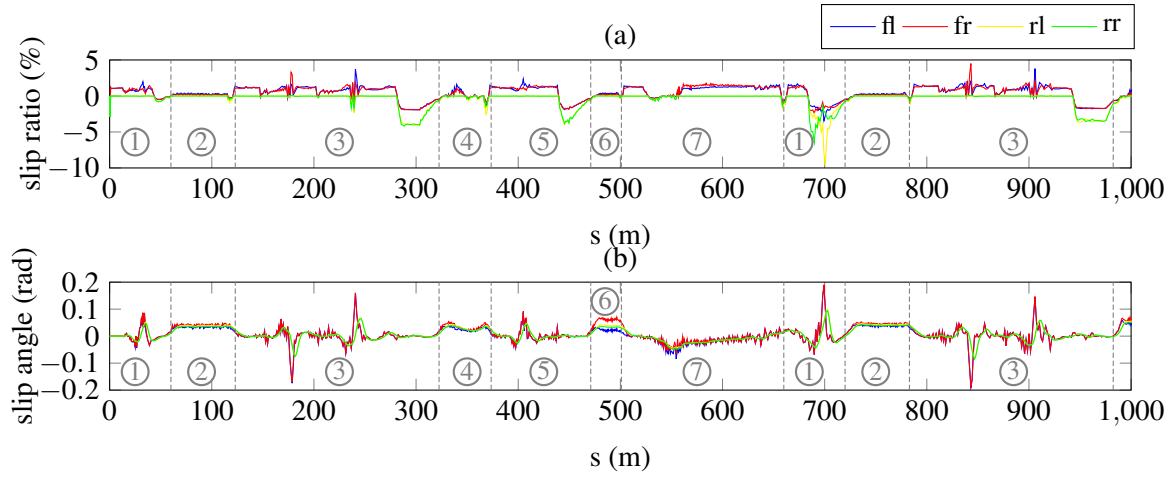 fl fr rl rr
(a)
slip ratio (%)
5
0
−5
−10
1 2 3 4 5 6 7 1 2 3
0 100 200 300 400 500 600 700 800 900 1,000
s (m)
(b)
slip angle (rad)
0.2
0.1
0
−0.1
−0.2
6
1 2 3 4 5 7 1 2 3
0 100 200 300 400 500 600 700 800 900 1,000
s (m)